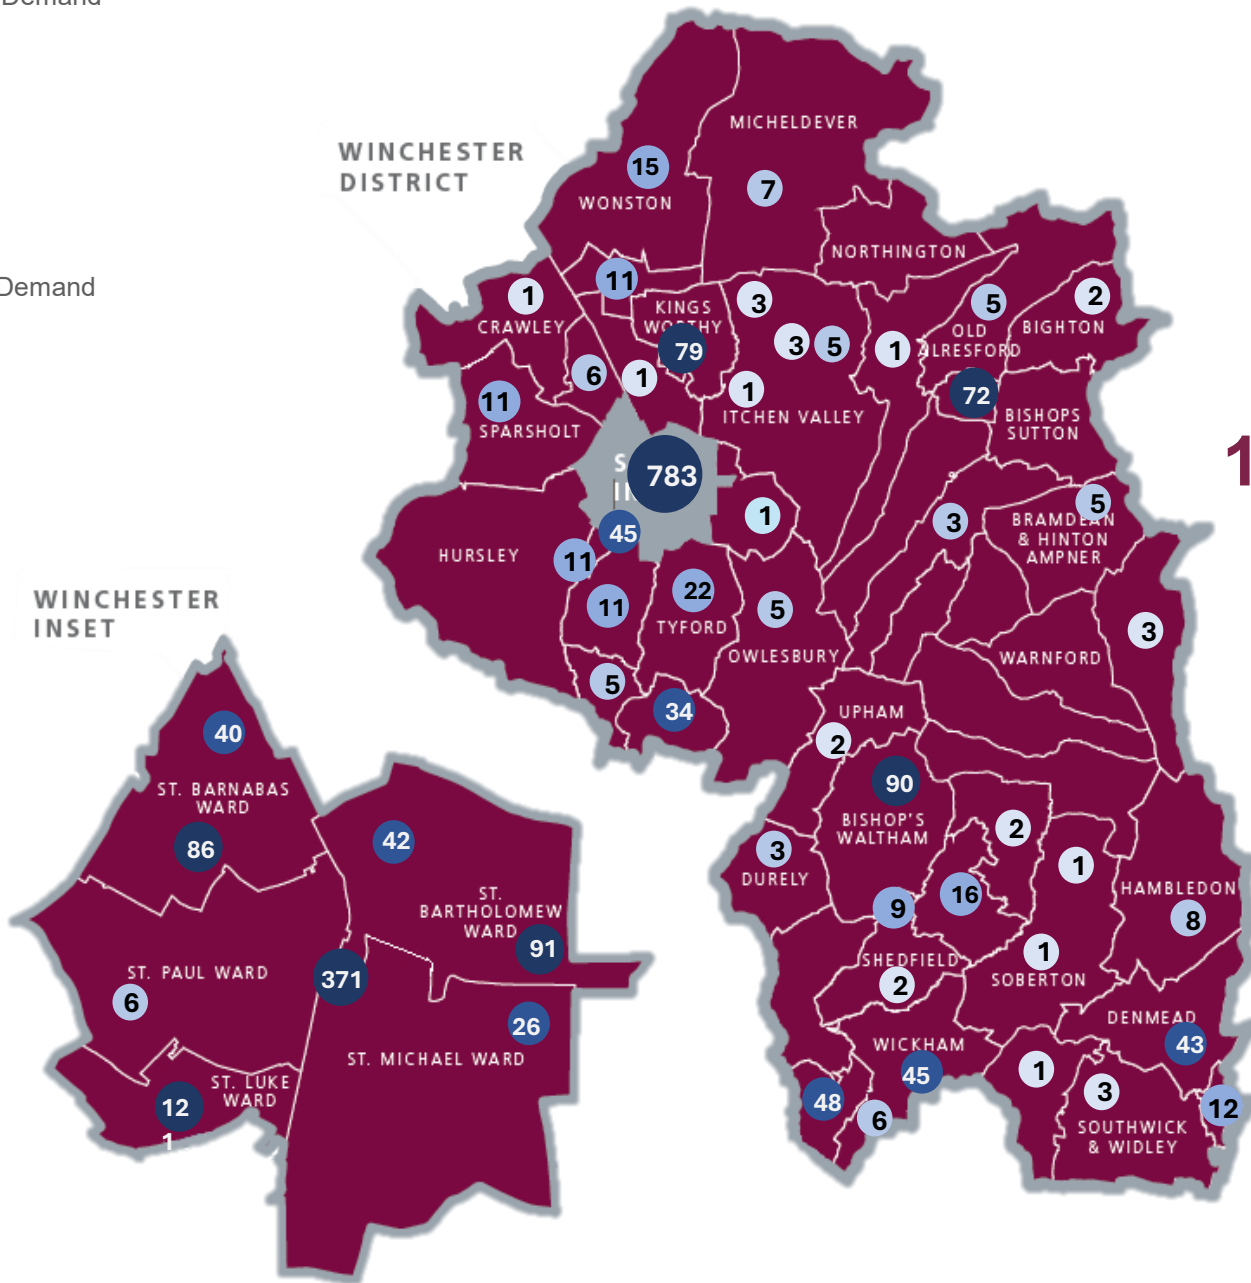 Demand
MICHELDEVER
WINCHESTER
DISTRICT
15
7
WONSTON
NORTHINGTON
11
Demand
1
3
5
2
KINGS
WORTHY
CRAWLEY
OLD
ALRESFORD
BIGHTON
79
3
5
1
6
1
1
72
11
ITCHEN VALLEY
BISHOPS
SUTTON
SPARSHOLT
1
783
5
1
3
BRAMDEAN
& HINTON
AMPNER
45
HURSLEY
11
22
11
5
TYFORD
3
WINCHESTER
INSET
OWLESBURY
WARNFORD
5
34
UPHAM
2
40
90
ST. BARNABAS
WARD
BISHOP'S
WALTHAM
2
42
86
3
1
DURELY
HAMBLEDON
16
9
8
ST.
BARTHOLOMEW
WARD
91
1
SHEDFIELD
SOBERTON
371
ST. PAUL WARD
2
6
26
DENMEAD
WICKHAM
43
ST. MICHAEL WARD
1
45
ST. LUKE
WARD
3
48
12
1
6
12
SOUTHWICK
& WIDLEY